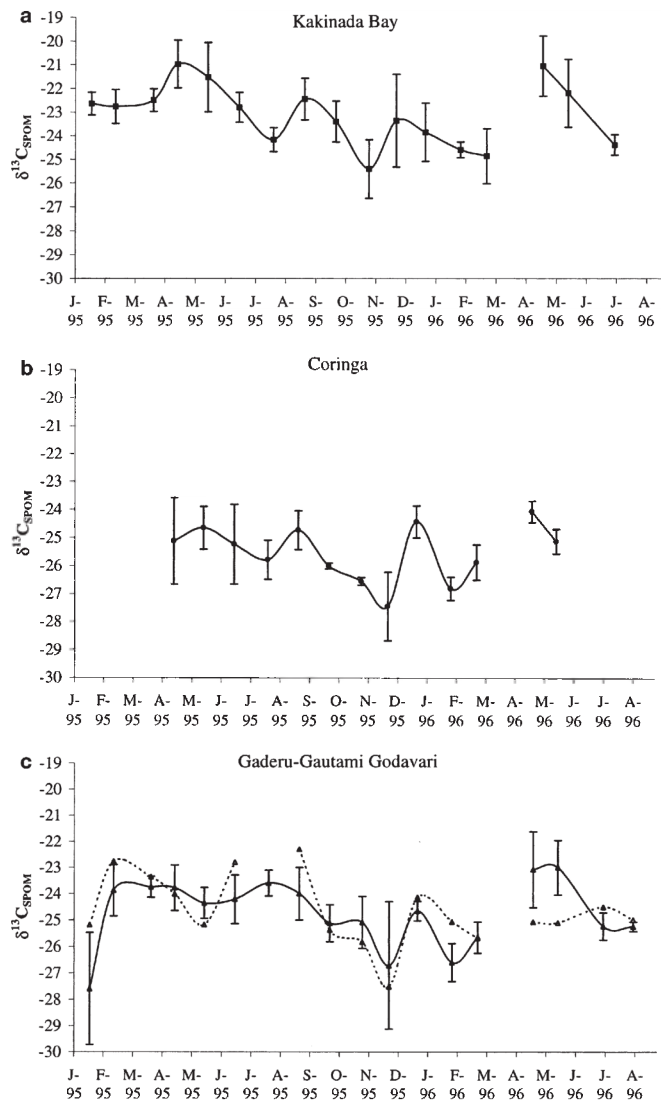 a
Kakinada Bay
-19
-20
-21
-22
-23
-24
-25
-26
-27
-28
-29
-30
δ¹³C_SPOM
J- F- M- A- M- J- J- A- S- O- N- D- J- F- M- A- M- J- J- A-
95 95 95 95 95 95 95 95 95 95 95 95 96 96 96 96 96 96 96 96
b
Coringa
-19
-20
-21
-22
-23
-24
-25
-26
-27
-28
-29
-30
δ¹³C_SPOM
J- F- M- A- M- J- J- A- S- O- N- D- J- F- M- A- M- J- J- A-
95 95 95 95 95 95 95 95 95 95 95 95 96 96 96 96 96 96 96 96
c
Gaderu-Gautami Godavari
-19
-20
-21
-22
-23
-24
-25
-26
-27
-28
-29
-30
δ¹³C_SPOM
J- F- M- A- M- J- J- A- S- O- N- D- J- F- M- A- M- J- J- A-
95 95 95 95 95 95 95 95 95 95 95 95 96 96 96 96 96 96 96 96